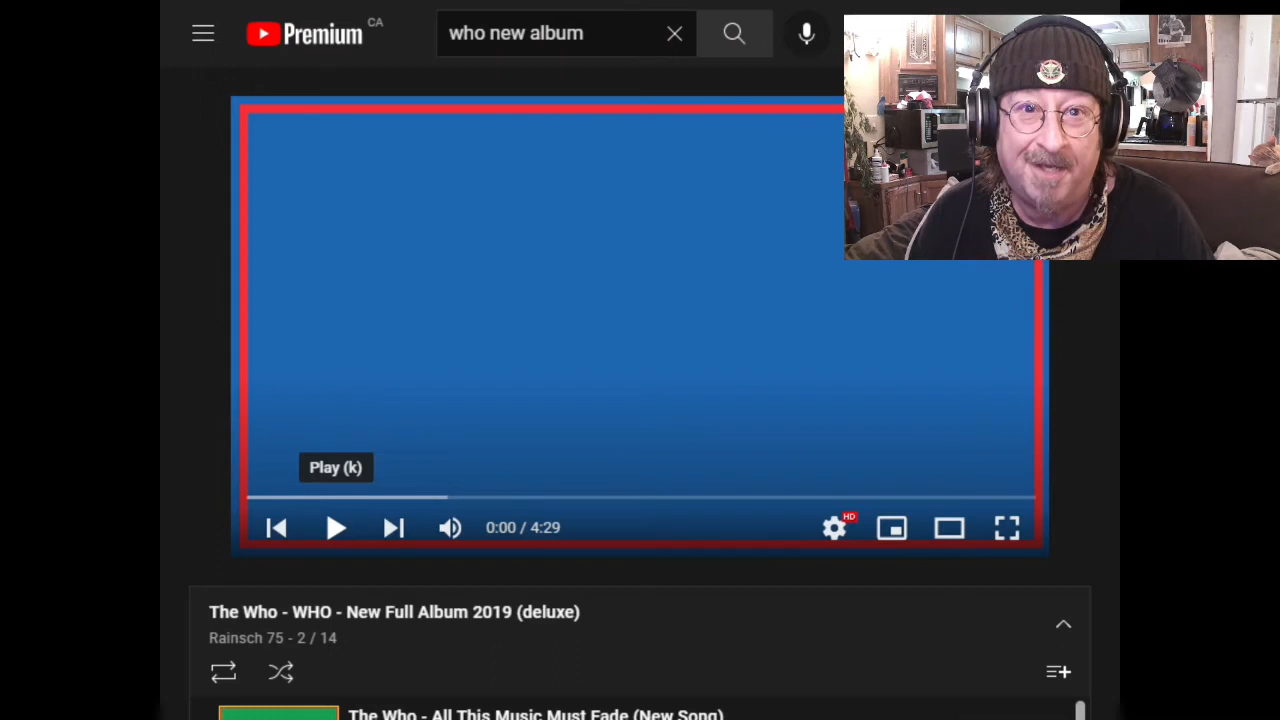 Premium CA
who new album
Play (k)
0:00 / 4:29
HD
The Who - WHO - New Full Album 2019 (deluxe)
Rainsch 75 - 2 / 14
The Who - All This Music Must Fade (New Song)